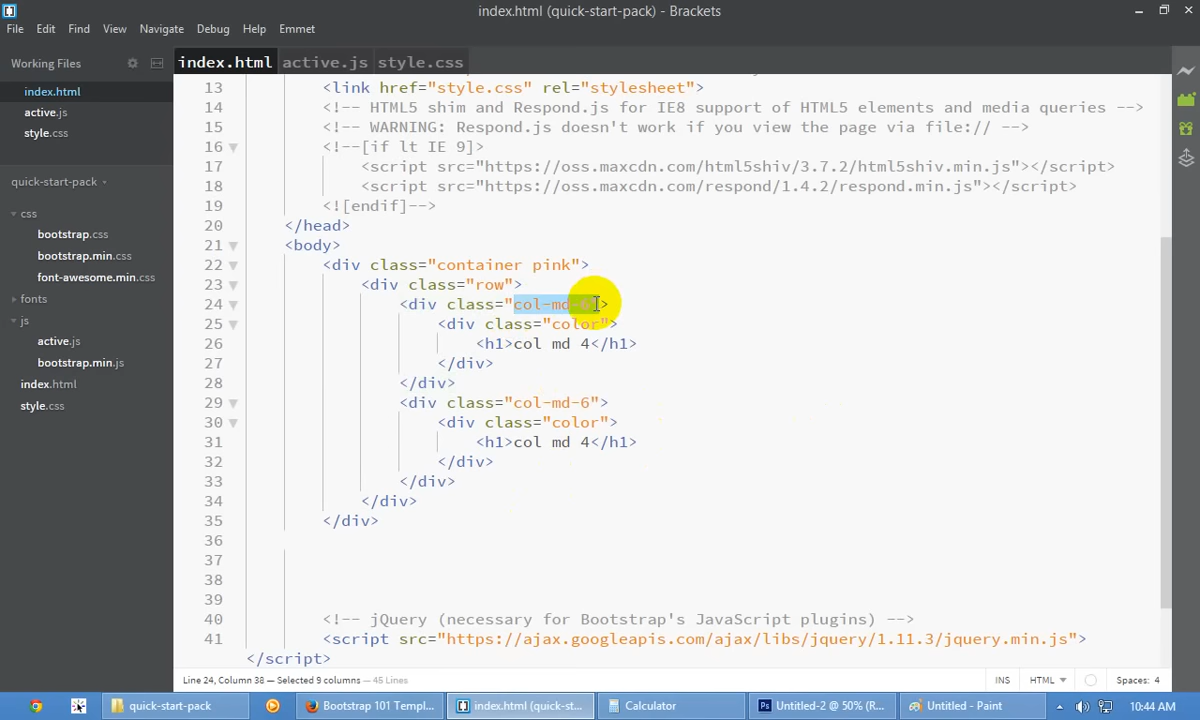 index.html (quick-start-pack) - Brackets
File Edit Find View Navigate Debug Help Emmet
Working Files
index.html
active.js
style.css
quick-start-pack
css
bootstrap.css
bootstrap.min.css
font-awesome.min.css
fonts
js
active.js
bootstrap.min.js
index.html
style.css
index.html active.js style.css
13 <link href="style.css" rel="stylesheet">
14 <!-- HTML5 shim and Respond.js for IE8 support of HTML5 elements and media queries -->
15 <!-- WARNING: Respond.js doesn't work if you view the page via file:// -->
16 <!--[if lt IE 9]>
17 <script src="https://oss.maxcdn.com/html5shiv/3.7.2/html5shiv.min.js"></script>
18 <script src="https://oss.maxcdn.com/respond/1.4.2/respond.min.js"></script>
19 <![endif]-->
20 </head>
21 <body>
22 <div class="container pink">
23 <div class="row">
24 <div class="col-md-6">
25 <div class="color">
26 <h1>col md 4</h1>
27 </div>
28 </div>
29 <div class="col-md-6">
30 <div class="color">
31 <h1>col md 4</h1>
32 </div>
33 </div>
34 </div>
35 </div>
36
37
38
39
40 <!-- jQuery (necessary for Bootstrap's JavaScript plugins) -->
41 <script src="https://ajax.googleapis.com/ajax/libs/jquery/1.11.3/jquery.min.js">
</script>
Line 24, Column 38 — Selected 9 columns — 45 Lines INS HTML Spaces: 4
quick-start-pack Bootstrap 101 Templ... index.html (quick-st... Calculator Untitled-2 @ 50% (R... Untitled - Paint 10:44 AM